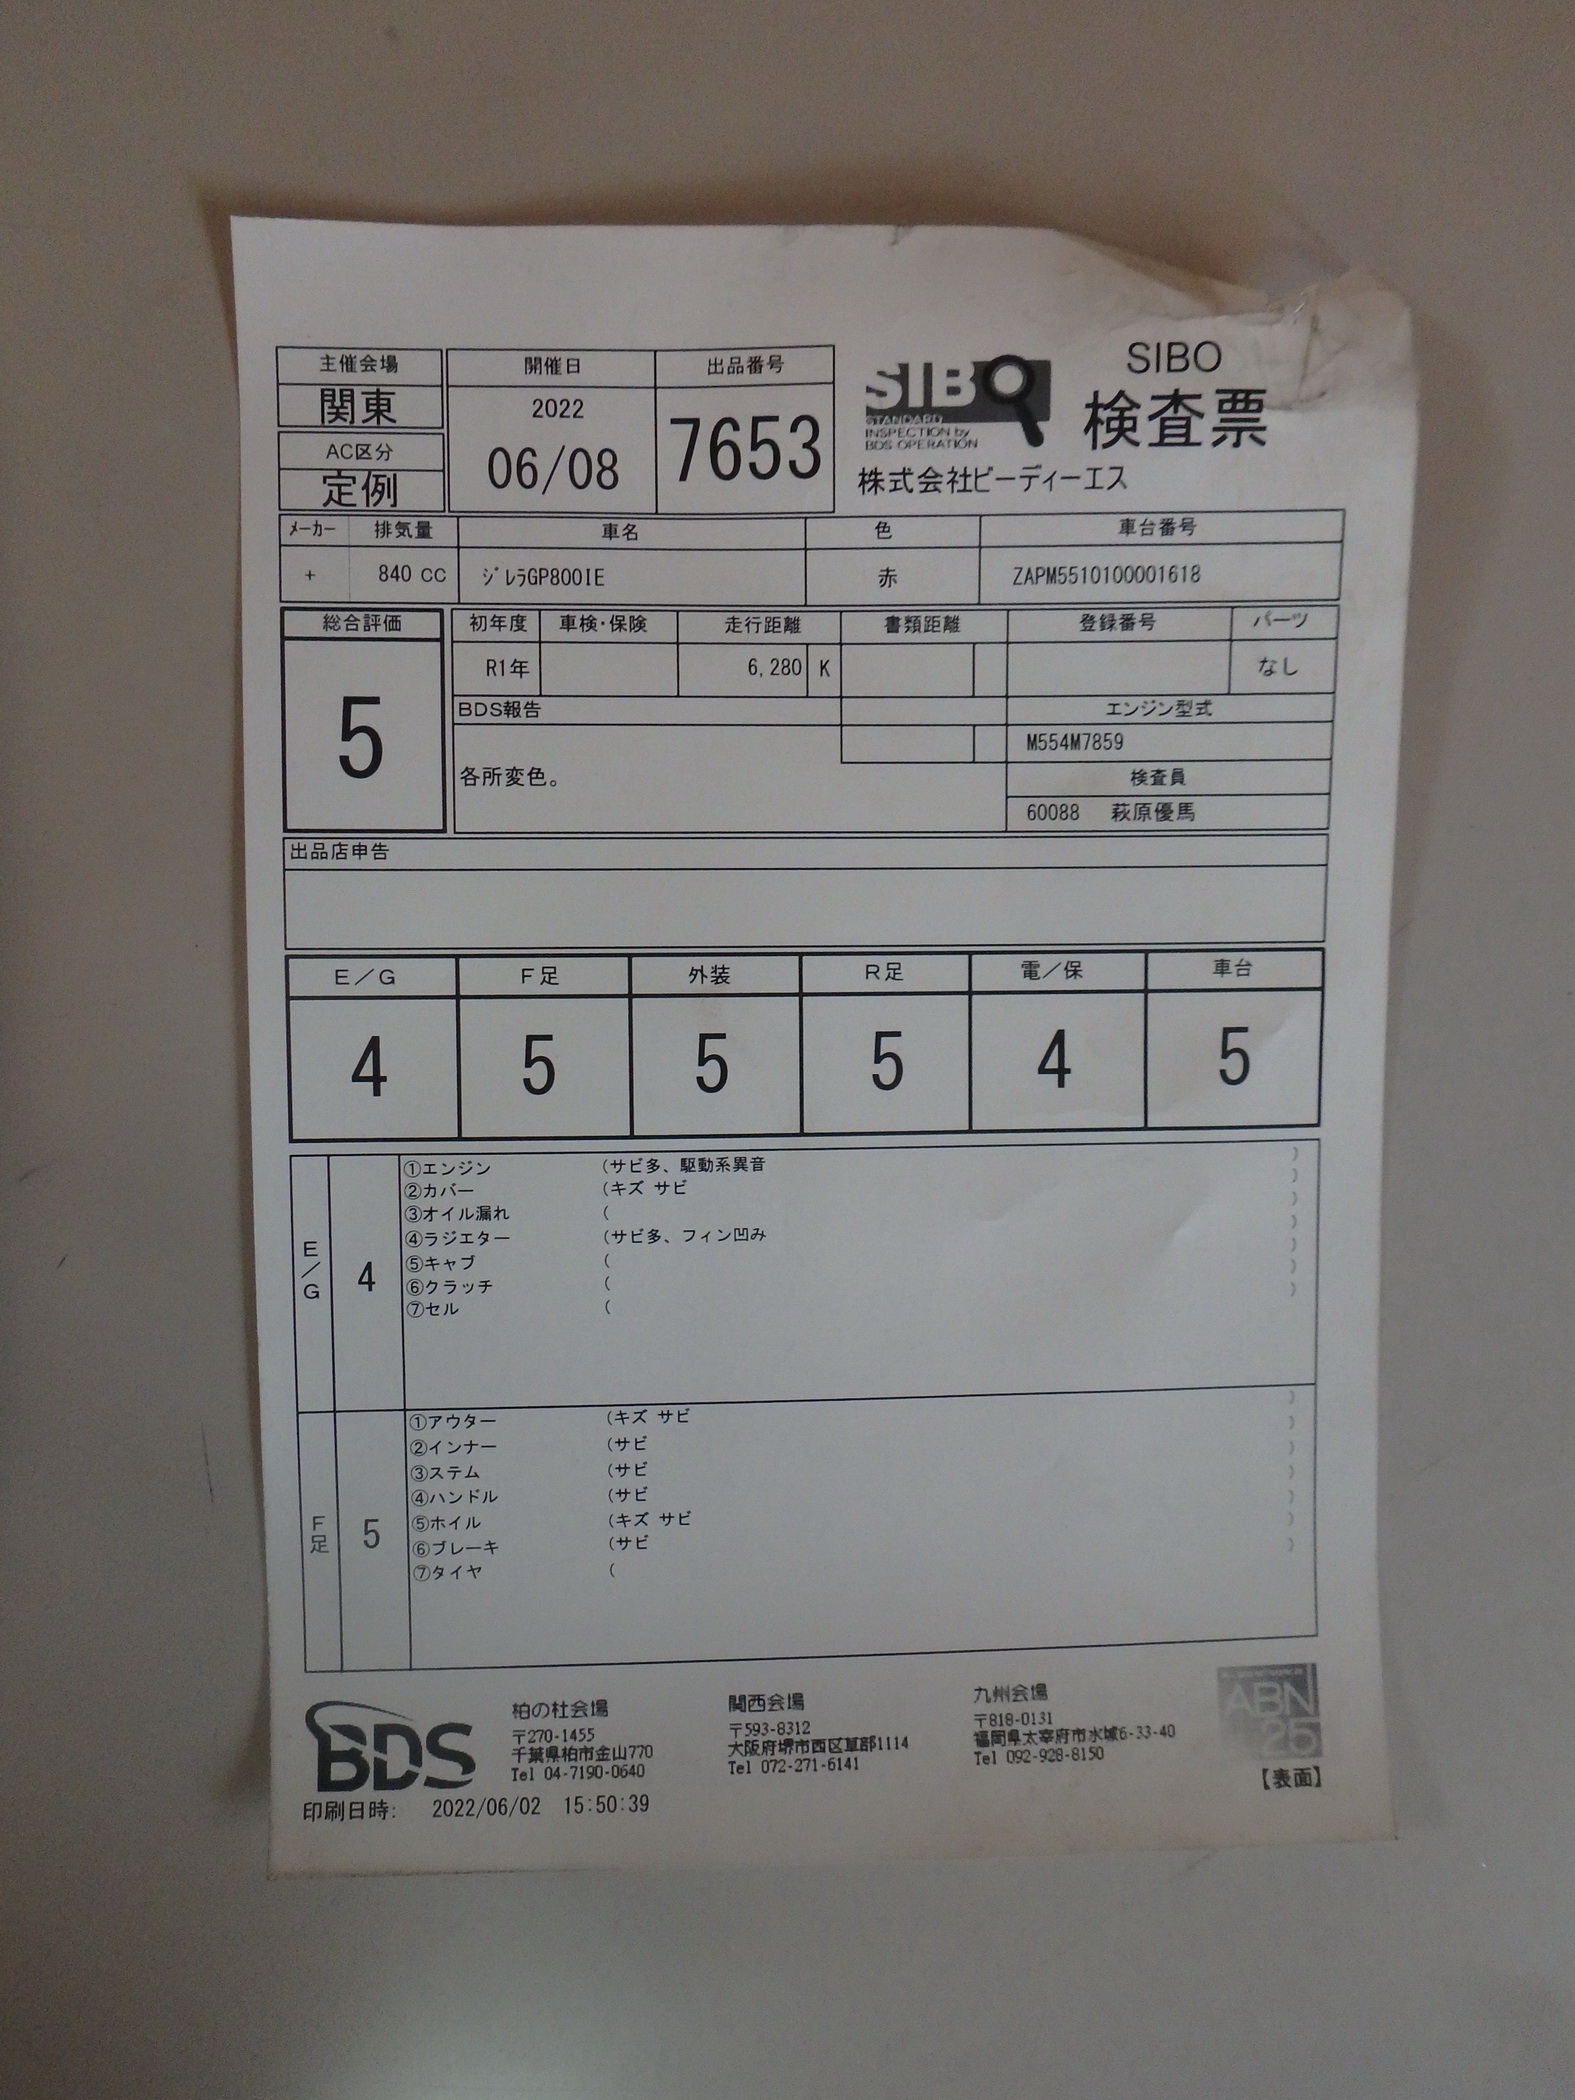 主催会場 開催日 出品番号
関東 2022 06/08 7653
AC区分
定例
SIBO
STANDARD
INSPECTION by
BDS OPERATION
SIBO
検査票
株式会社ビーディーエス
メーカー 排気量 車名 色 車台番号
+ 840 CC ジレラGP800IE 赤 ZAPM5510100001618
総合評価 初年度 車検・保険 走行距離 書類距離 登録番号 パーツ
5 R1年 6,280 K なし
BDS報告 エンジン型式
M554M7859
各所変色。 検査員
60088 萩原優馬
出品店申告
E/G F足 外装 R足 電/保 車台
4 5 5 5 4 5
E/G 4
①エンジン (サビ多、駆動系異音 )
②カバー (キズ サビ )
③オイル漏れ ( )
④ラジエター (サビ多、フィン凹み )
⑤キャブ ( )
⑥クラッチ ( )
⑦セル ( )
F足 5
①アウター (キズ サビ )
②インナー (サビ )
③ステム (サビ )
④ハンドル (サビ )
⑤ホイル (キズ サビ )
⑥ブレーキ (サビ )
⑦タイヤ ( )
BDS
柏の杜会場
〒270-1455
千葉県柏市金山770
Tel 04-7190-0640
関西会場
〒593-8312
大阪府堺市西区草部1114
Tel 072-271-6141
九州会場
〒818-0131
福岡県太宰府市水城6-33-40
Tel 092-928-8150
ABN
25
【表面】
印刷日時: 2022/06/02 15:50:39